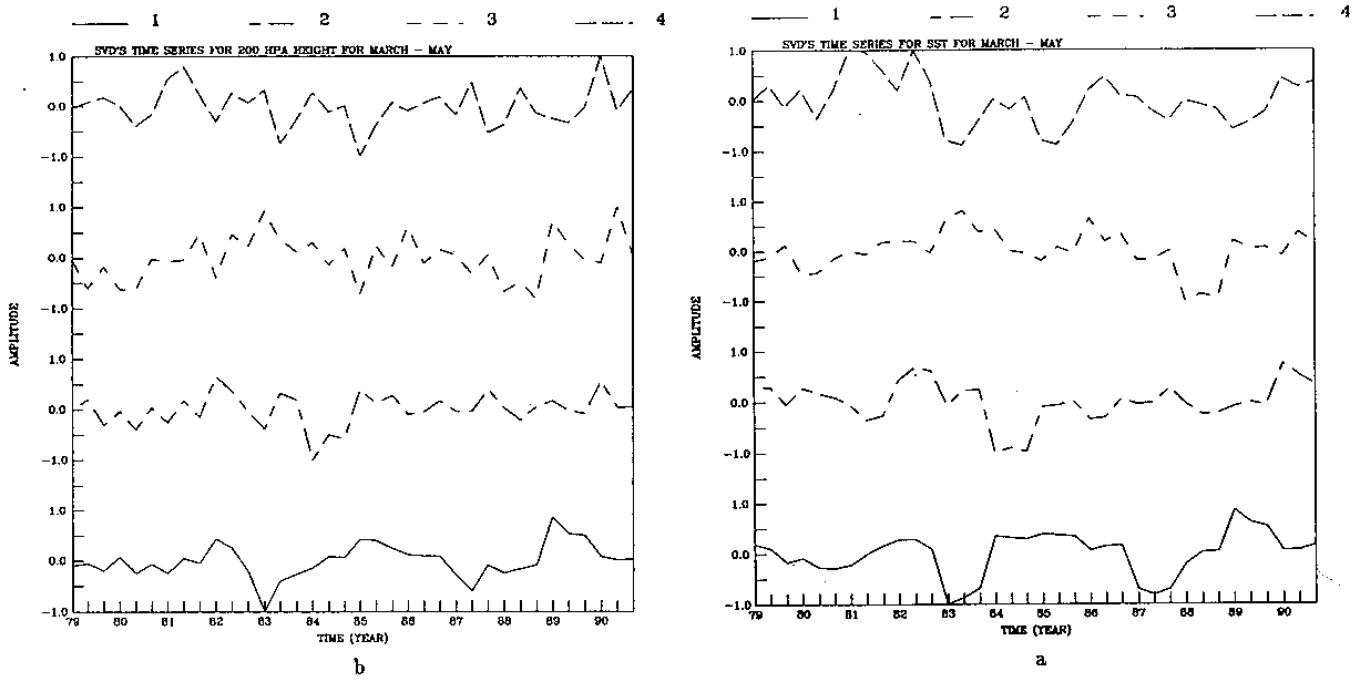 1 2 3 4
SVD'S TIME SERIES FOR 200 HPA HEIGHT FOR MARCH - MAY
1.0
0.0
-1.0
1.0
0.0
-1.0
1.0
0.0
-1.0
1.0
0.0
-1.0
AMPLITUDE
79 80 81 82 83 84 85 86 87 88 89 90
TIME (YEAR)
b
1 2 3 4
SVD'S TIME SERIES FOR SST FOR MARCH - MAY
1.0
0.0
-1.0
1.0
0.0
-1.0
1.0
0.0
-1.0
1.0
0.0
-1.0
AMPLITUDE
79 80 81 82 83 84 85 86 87 88 89 90
TIME (YEAR)
a